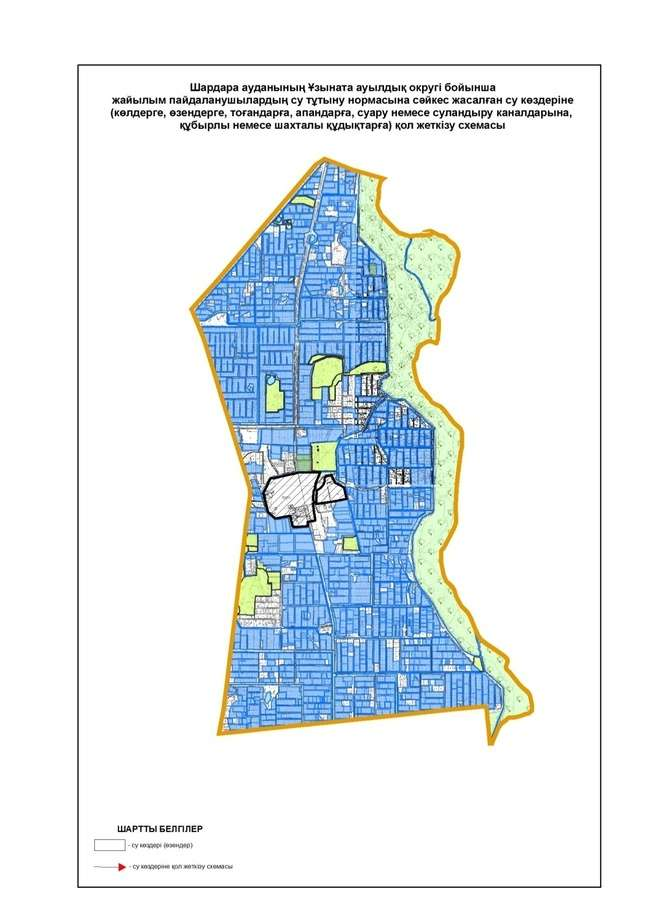 Шардара ауданының Ұзыната ауылдық округі бойынша
жайылым пайдаланушылардың су тұтыну нормасына сәйкес жасалған су көздеріне
(көлдерге, өзендерге, тоғандарға, апандарға, суару немесе суландыру каналдарына,
құбырлы немесе шахталы құдықтарға) қол жеткізу схемасы
ШАРТТЫ БЕЛГІЛЕР
- су көздері (өзендер)
- су көздеріне қол жеткізу схемасы